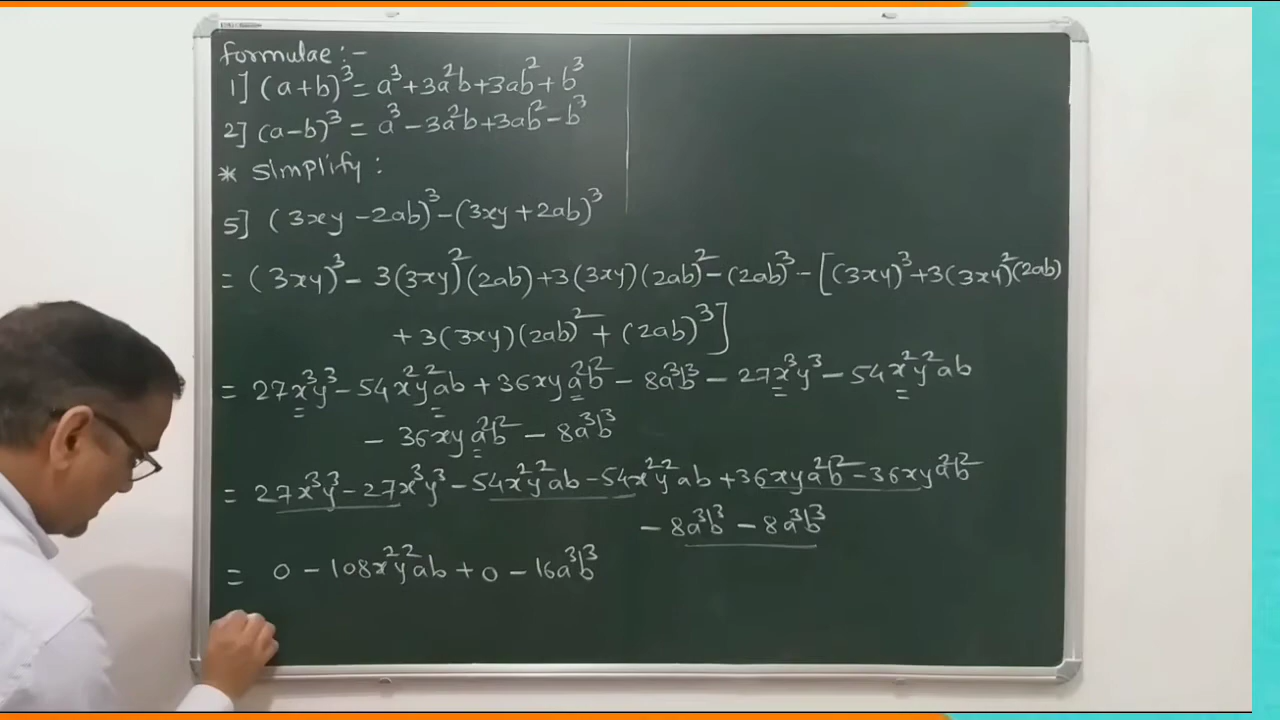 formulae :-
1] (a+b)³ = a³ + 3a²b + 3ab² + b³
2] (a-b)³ = a³ - 3a²b + 3ab² - b³
* Simplify :
5] (3xy - 2ab)³ - (3xy + 2ab)³
= (3xy)³ - 3(3xy)²(2ab) + 3(3xy)(2ab)² - (2ab)³ - [(3xy)³ + 3(3xy)²(2ab)
+ 3(3xy)(2ab)² + (2ab)³]
= 27x³y³ - 54x²y²ab + 36xya²b² - 8a³b³ - 27x³y³ - 54x²y²ab
- 36xya²b² - 8a³b³
= 27x³y³ - 27x³y³ - 54x²y²ab - 54x²y²ab + 36xya²b² - 36xya²b²
- 8a³b³ - 8a³b³
= 0 - 108x²y²ab + 0 - 16a³b³